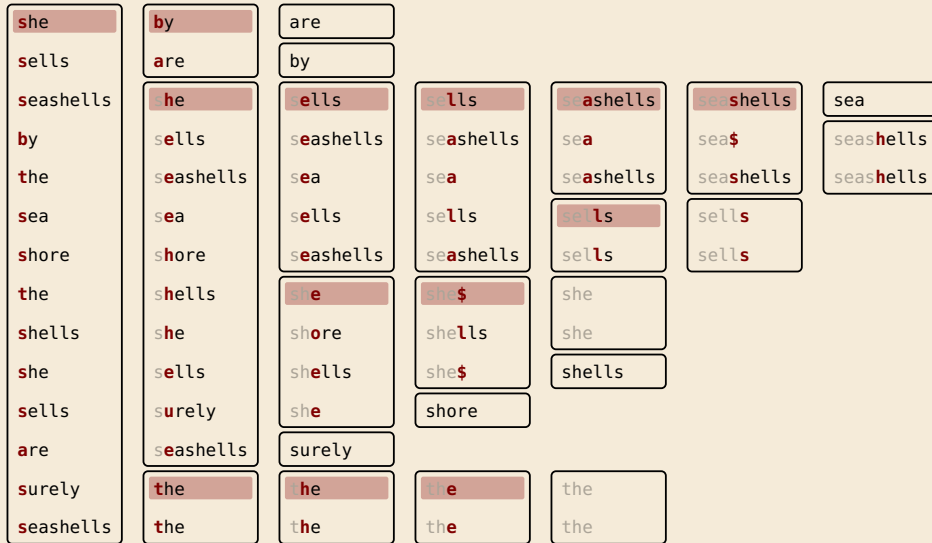 she by are
sells are by
seashells she sells sells seashells seashells sea
by sells seashells seashells sea sea$ seashells
the seashells sea sea seashells seashells seashells
sea sea sells sells sells sells
shore shore seashells seashells sells sells
the shells she she$ she
shells she shore shells she
she sells shells she$ shells
sells surely she shore
are seashells surely
surely the the the the
seashells the the the the